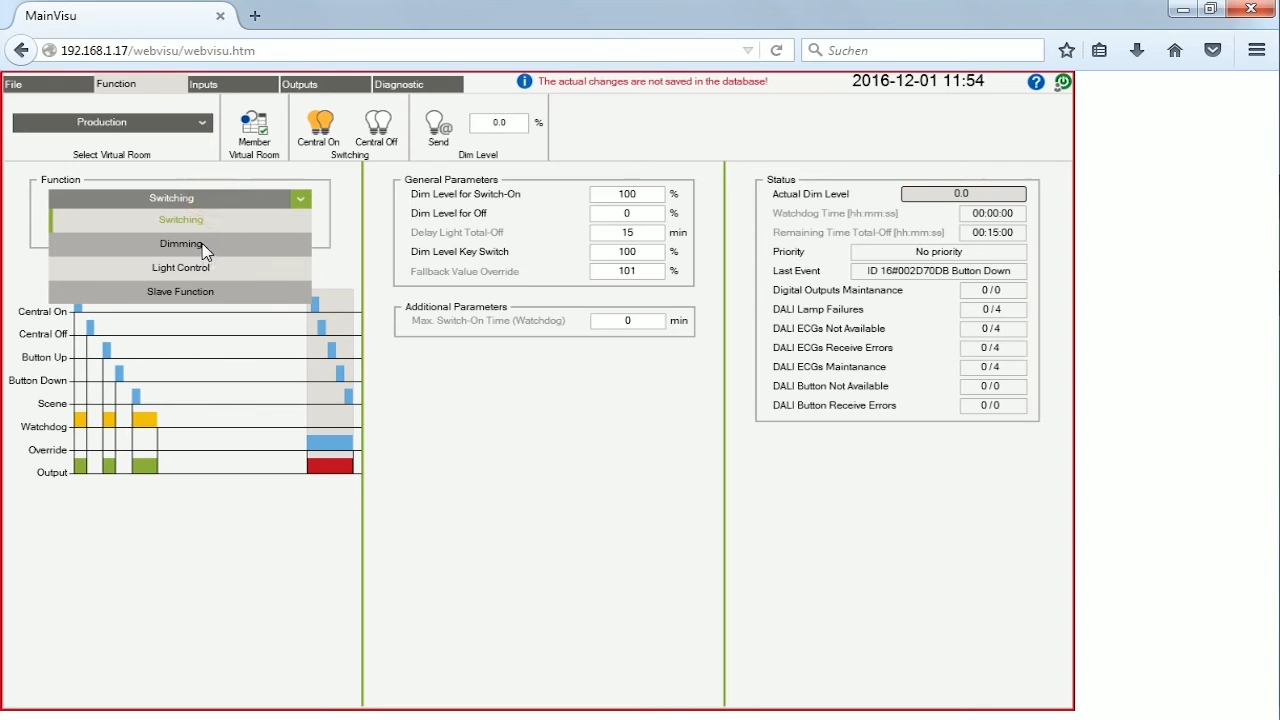 MainVisu
192.168.1.17/webvisu/webvisu.htm
Suchen
File
Function
Inputs
Outputs
Diagnostic
The actual changes are not saved in the database!
2016-12-01 11:54
Production
Select Virtual Room
Member
Virtual Room
Central On
Central Off
Switching
Send
0.0 %
Dim Level
Function
Switching
Switching
Dimming
Light Control
Slave Function
Central On
Central Off
Button Up
Button Down
Scene
Watchdog
Override
Output
General Parameters
Dim Level for Switch-On 100 %
Dim Level for Off 0 %
Delay Light Total-Off 15 min
Dim Level Key Switch 100 %
Fallback Value Override 101 %
Additional Parameters
Max. Switch-On Time (Watchdog) 0 min
Status
Actual Dim Level 0.0
Watchdog Time [hh:mm:ss] 00:00:00
Remaining Time Total-Off [hh:mm:ss] 00:15:00
Priority No priority
Last Event ID 16#002D70DB Button Down
Digital Outputs Maintanance 0 / 0
DALI Lamp Failures 0 / 4
DALI ECGs Not Available 0 / 4
DALI ECGs Receive Errors 0 / 4
DALI ECGs Maintanance 0 / 4
DALI Button Not Available 0 / 0
DALI Button Receive Errors 0 / 0